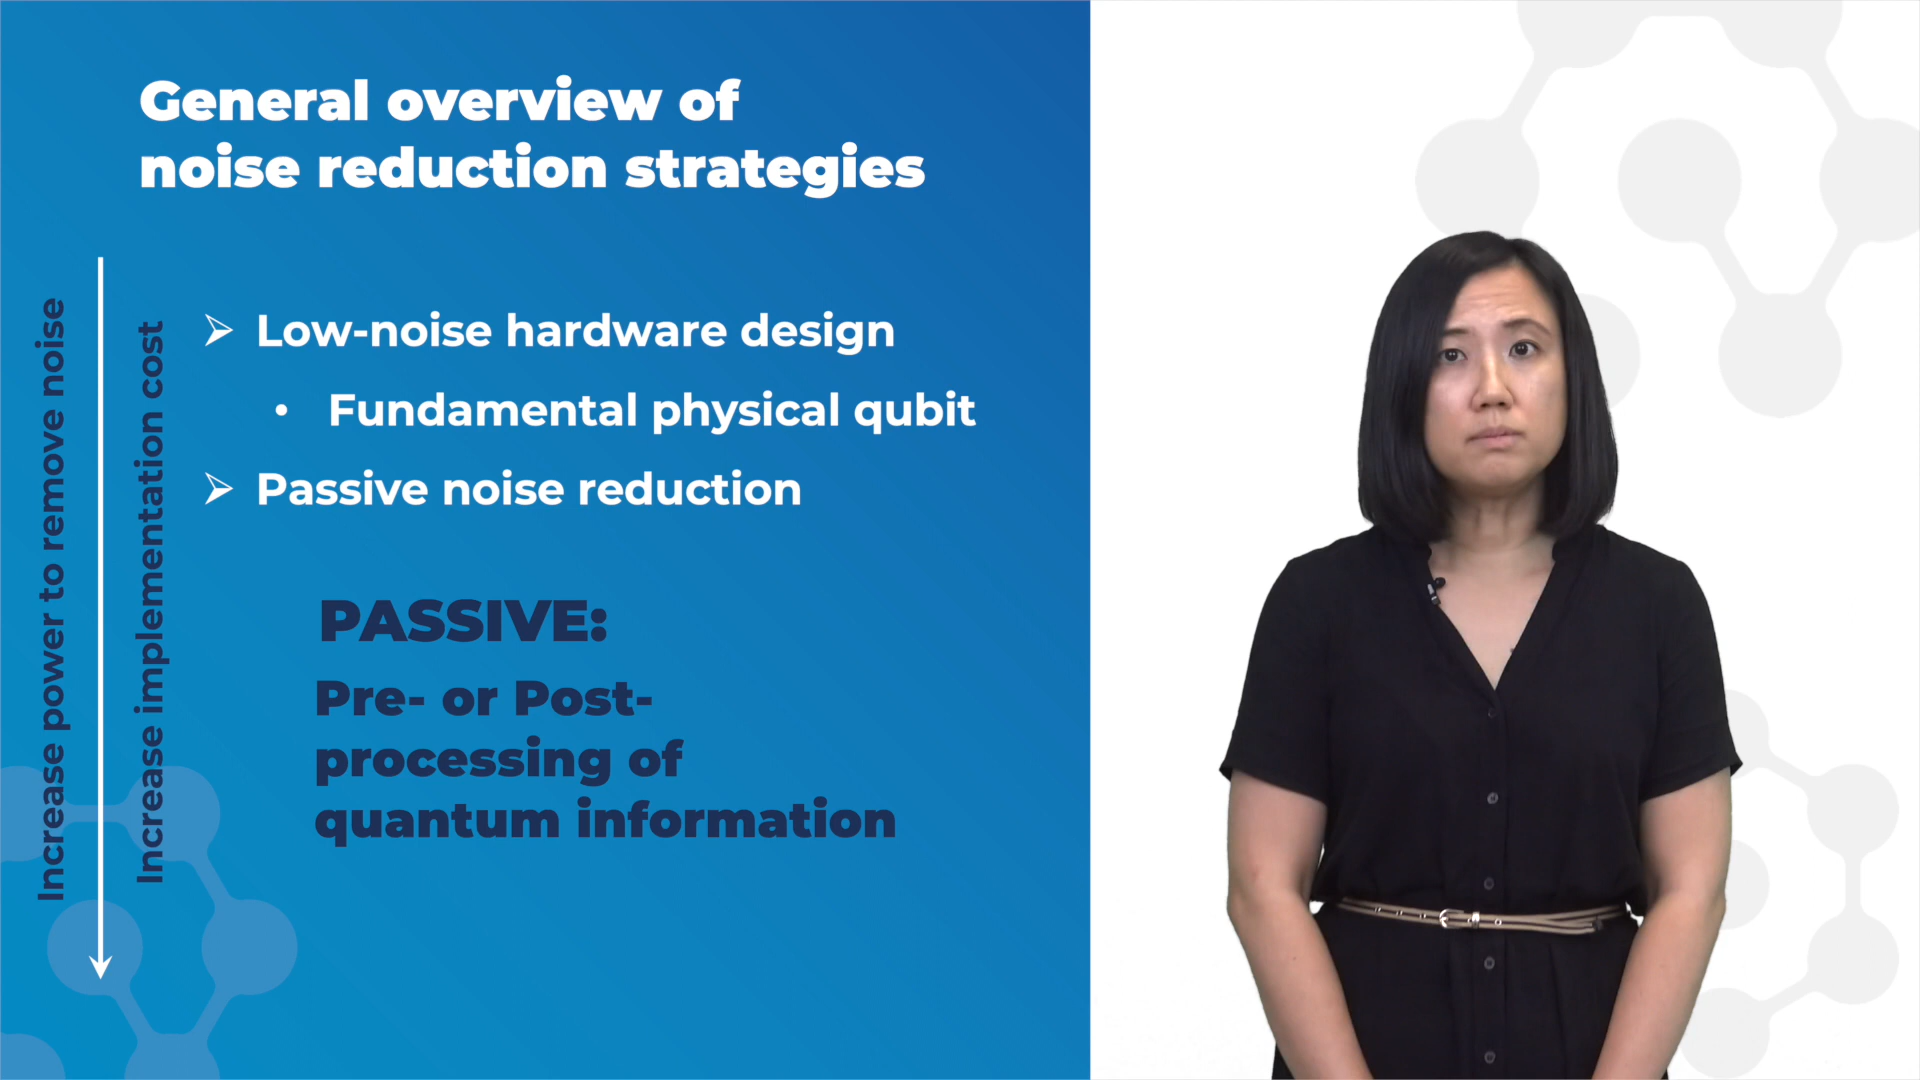 General overview of
noise reduction strategies
Increase power to remove noise
Increase implementation cost
➢ Low-noise hardware design
• Fundamental physical qubit
➢ Passive noise reduction
PASSIVE:
Pre- or Post-
processing of
quantum information